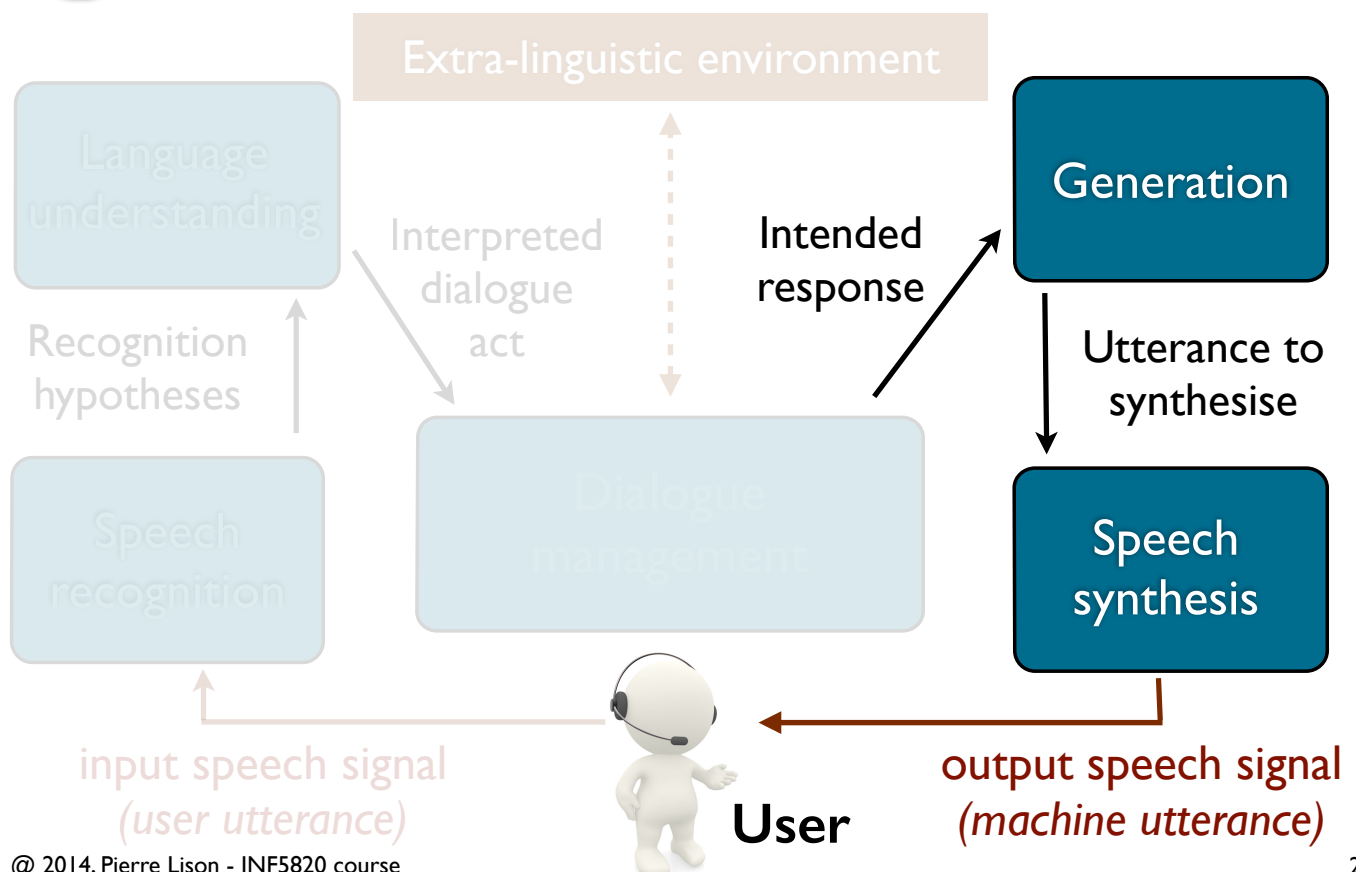 Extra-linguistic environment
Language
understanding
Generation
Interpreted
dialogue
act
Intended
response
Recognition
hypotheses
Utterance to
synthesise
Speech
recognition
Dialogue
management
Speech
synthesis
input speech signal
(user utterance)
User
output speech signal
(machine utterance)
@ 2014, Pierre Lison - INF5820 course